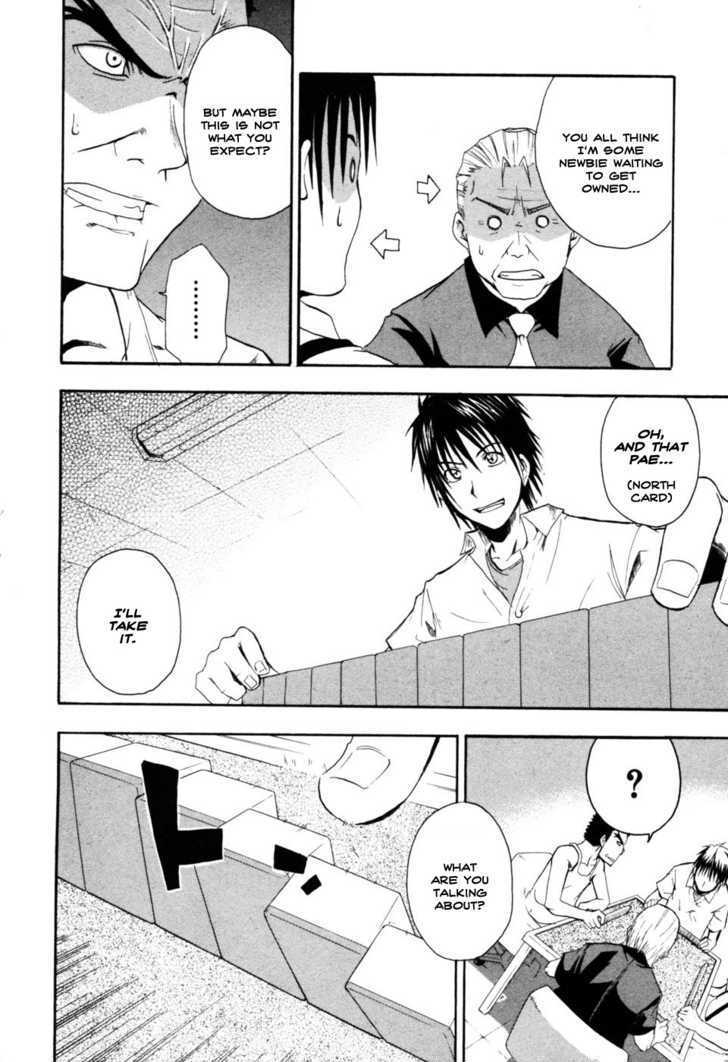 YOU ALL THINK
I'M SOME
NEWBIE WAITING
TO GET
OWNED...
BUT MAYBE
THIS IS NOT
WHAT YOU
EXPECT?
........
OH,
AND THAT
PAE...
(NORTH
CARD)
I'LL
TAKE
IT.
?
WHAT
ARE YOU
TALKING
ABOUT?
ト